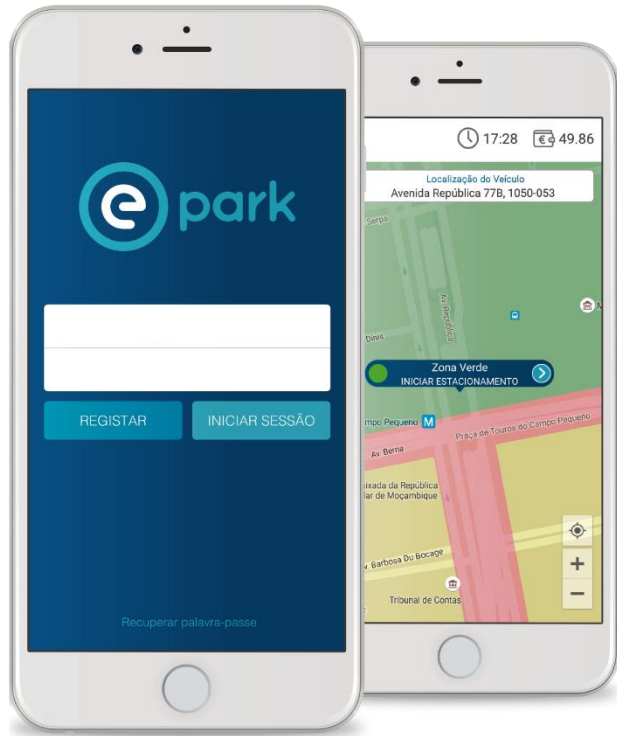 e park
REGISTAR
INICIAR SESSÃO
Recuperar palavra-passe
17:28
€ 49.86
Localização do Veículo
Avenida República 77B, 1050-053
Serpa
Av. República
M
Dinis
Zona Verde
INICIAR ESTACIONAMENTO
mpo Pequeno M
Praça de Touros do Campo Pequeno
Av. Berna
ixada da República
lar de Moçambique
v. Barbosa Du Bocage
Tribunal de Contas
+
−